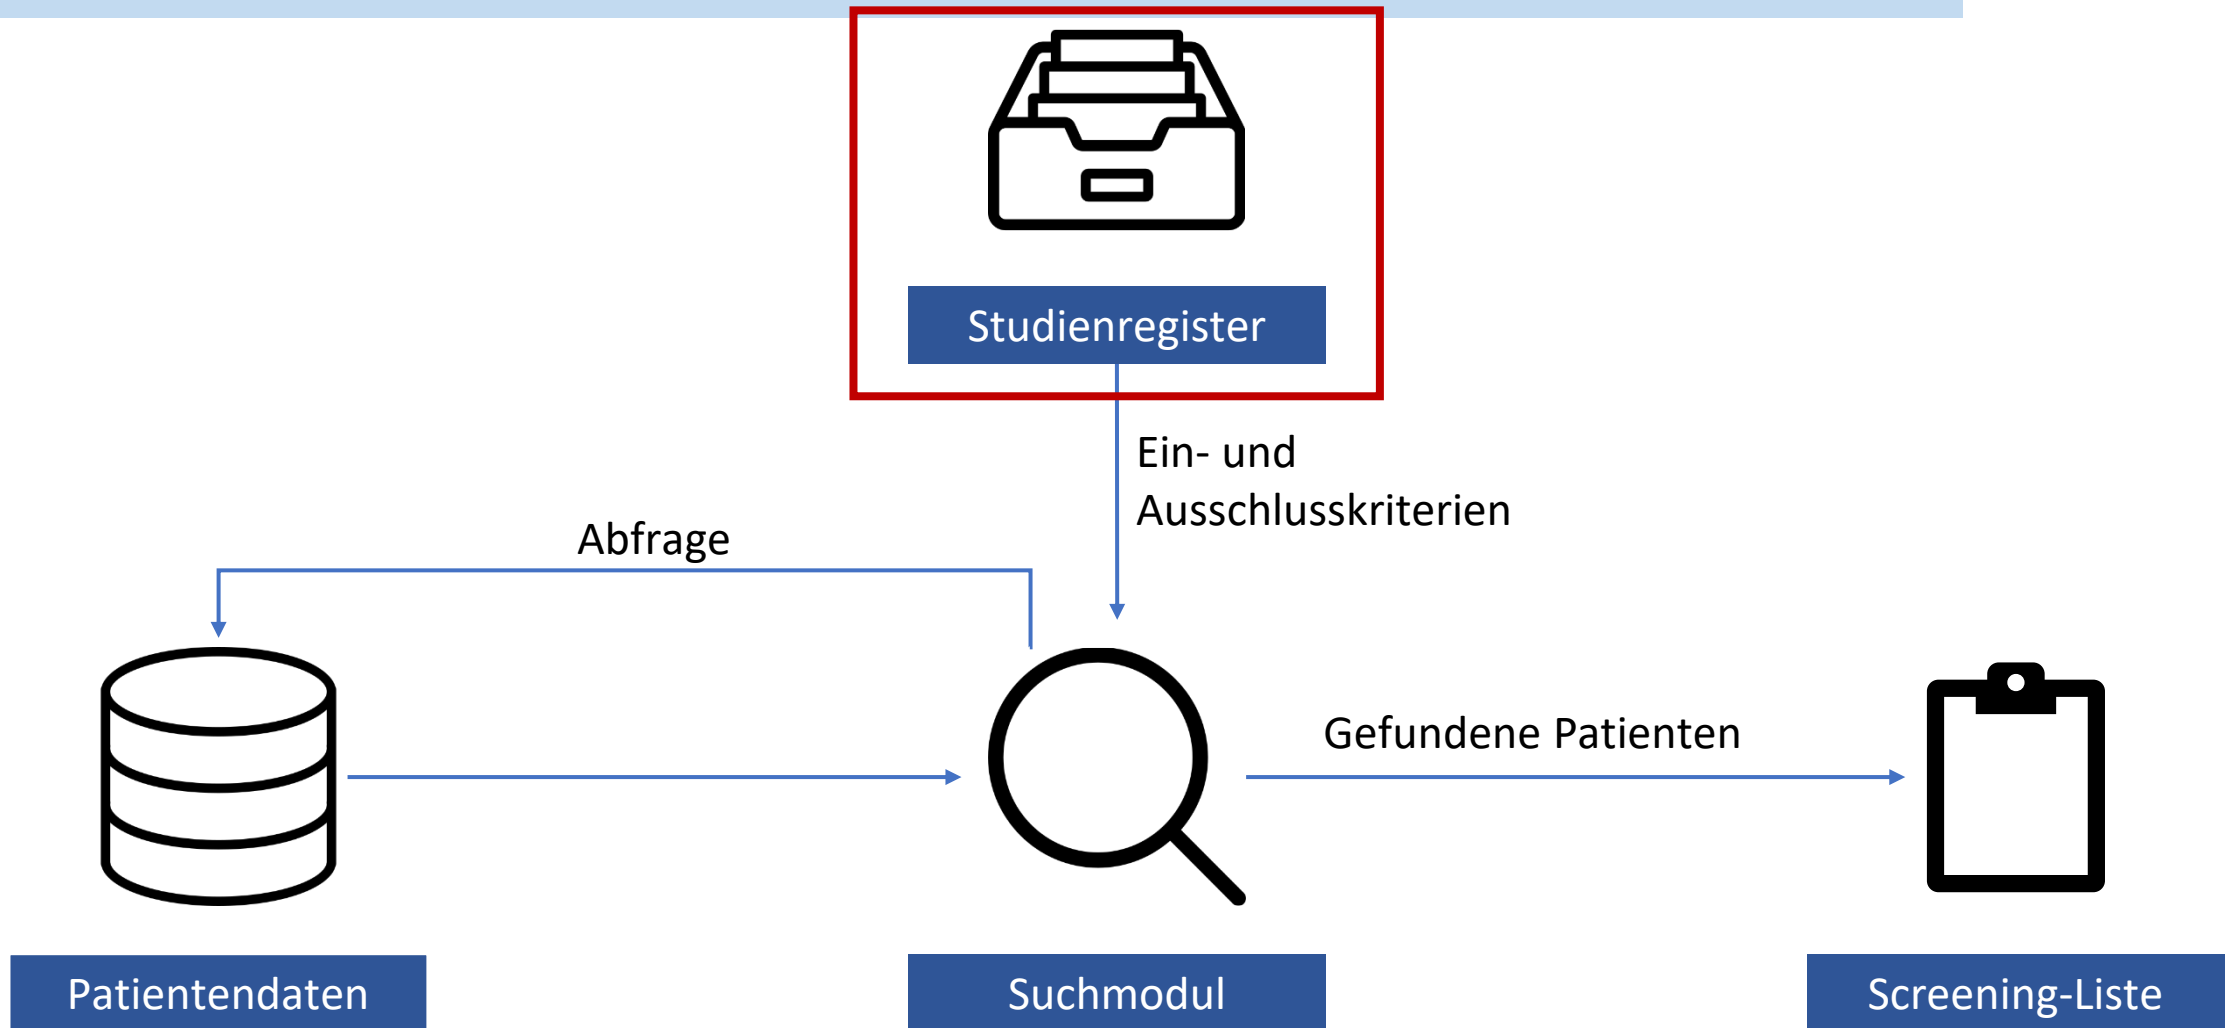 Studienregister
Ein- und
Ausschlusskriterien
Abfrage
Gefundene Patienten
Patientendaten
Suchmodul
Screening-Liste